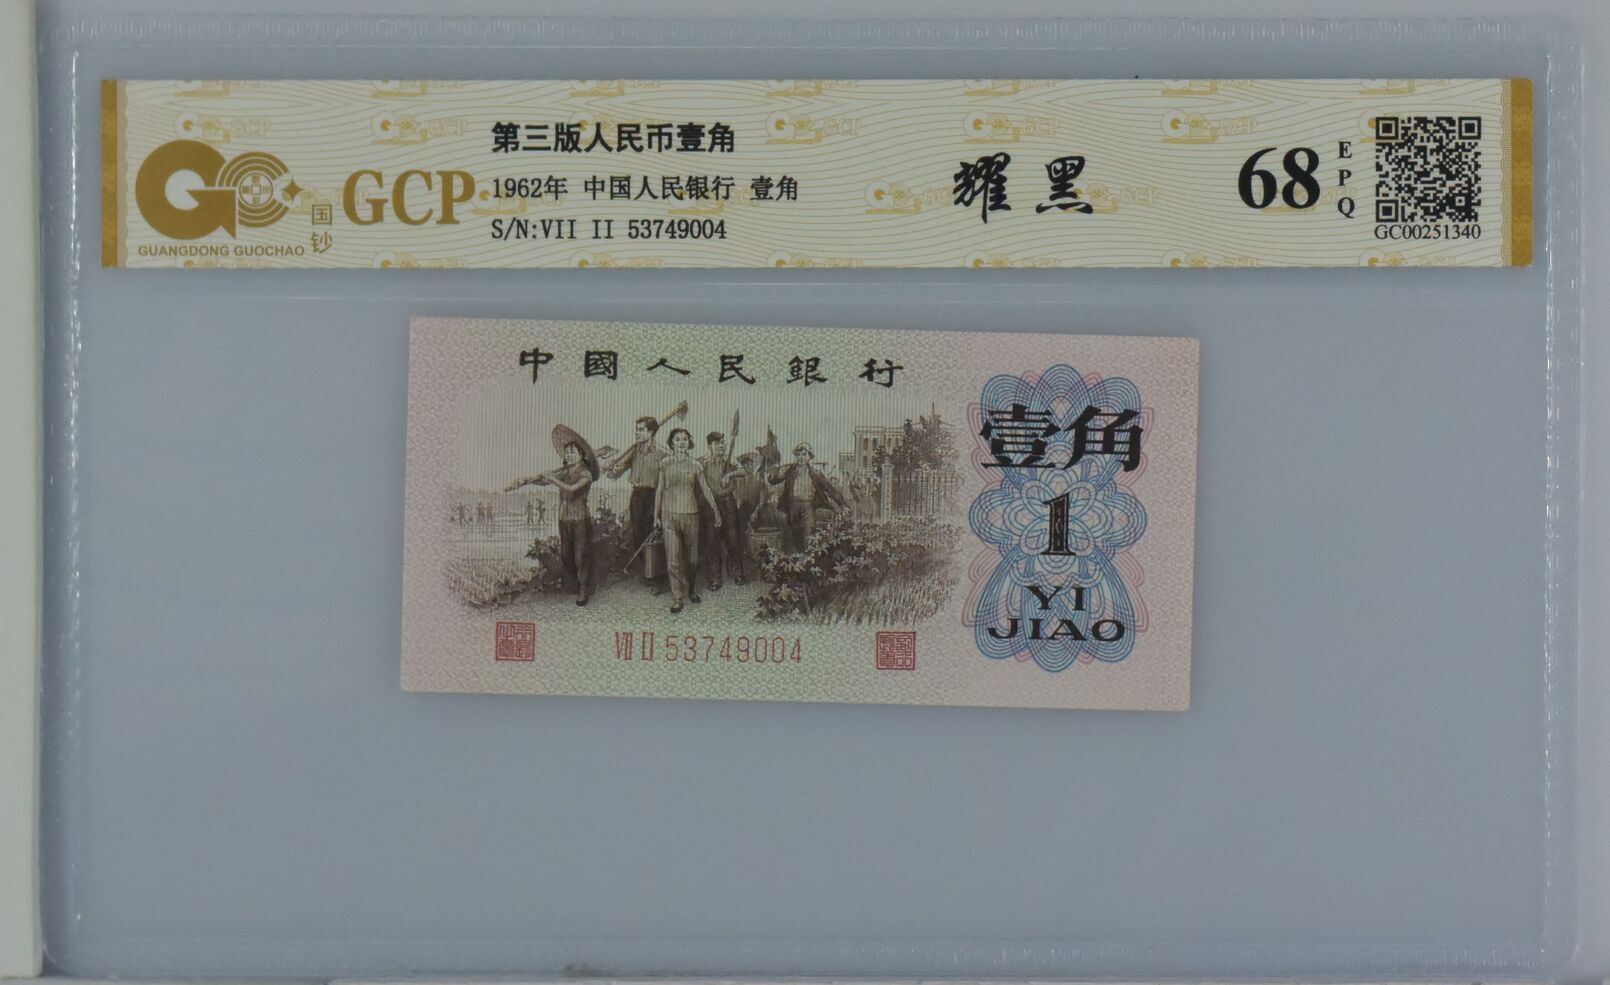 第三版人民币壹角
GCP
1962年 中国人民银行 壹角
国钞
S/N:VII II 53749004
GUANGDONG GUOCHAO
耀黑
68
EPQ
GC00251340
中國人民銀行
壹角
1
YI
JIAO
VII II 53749004